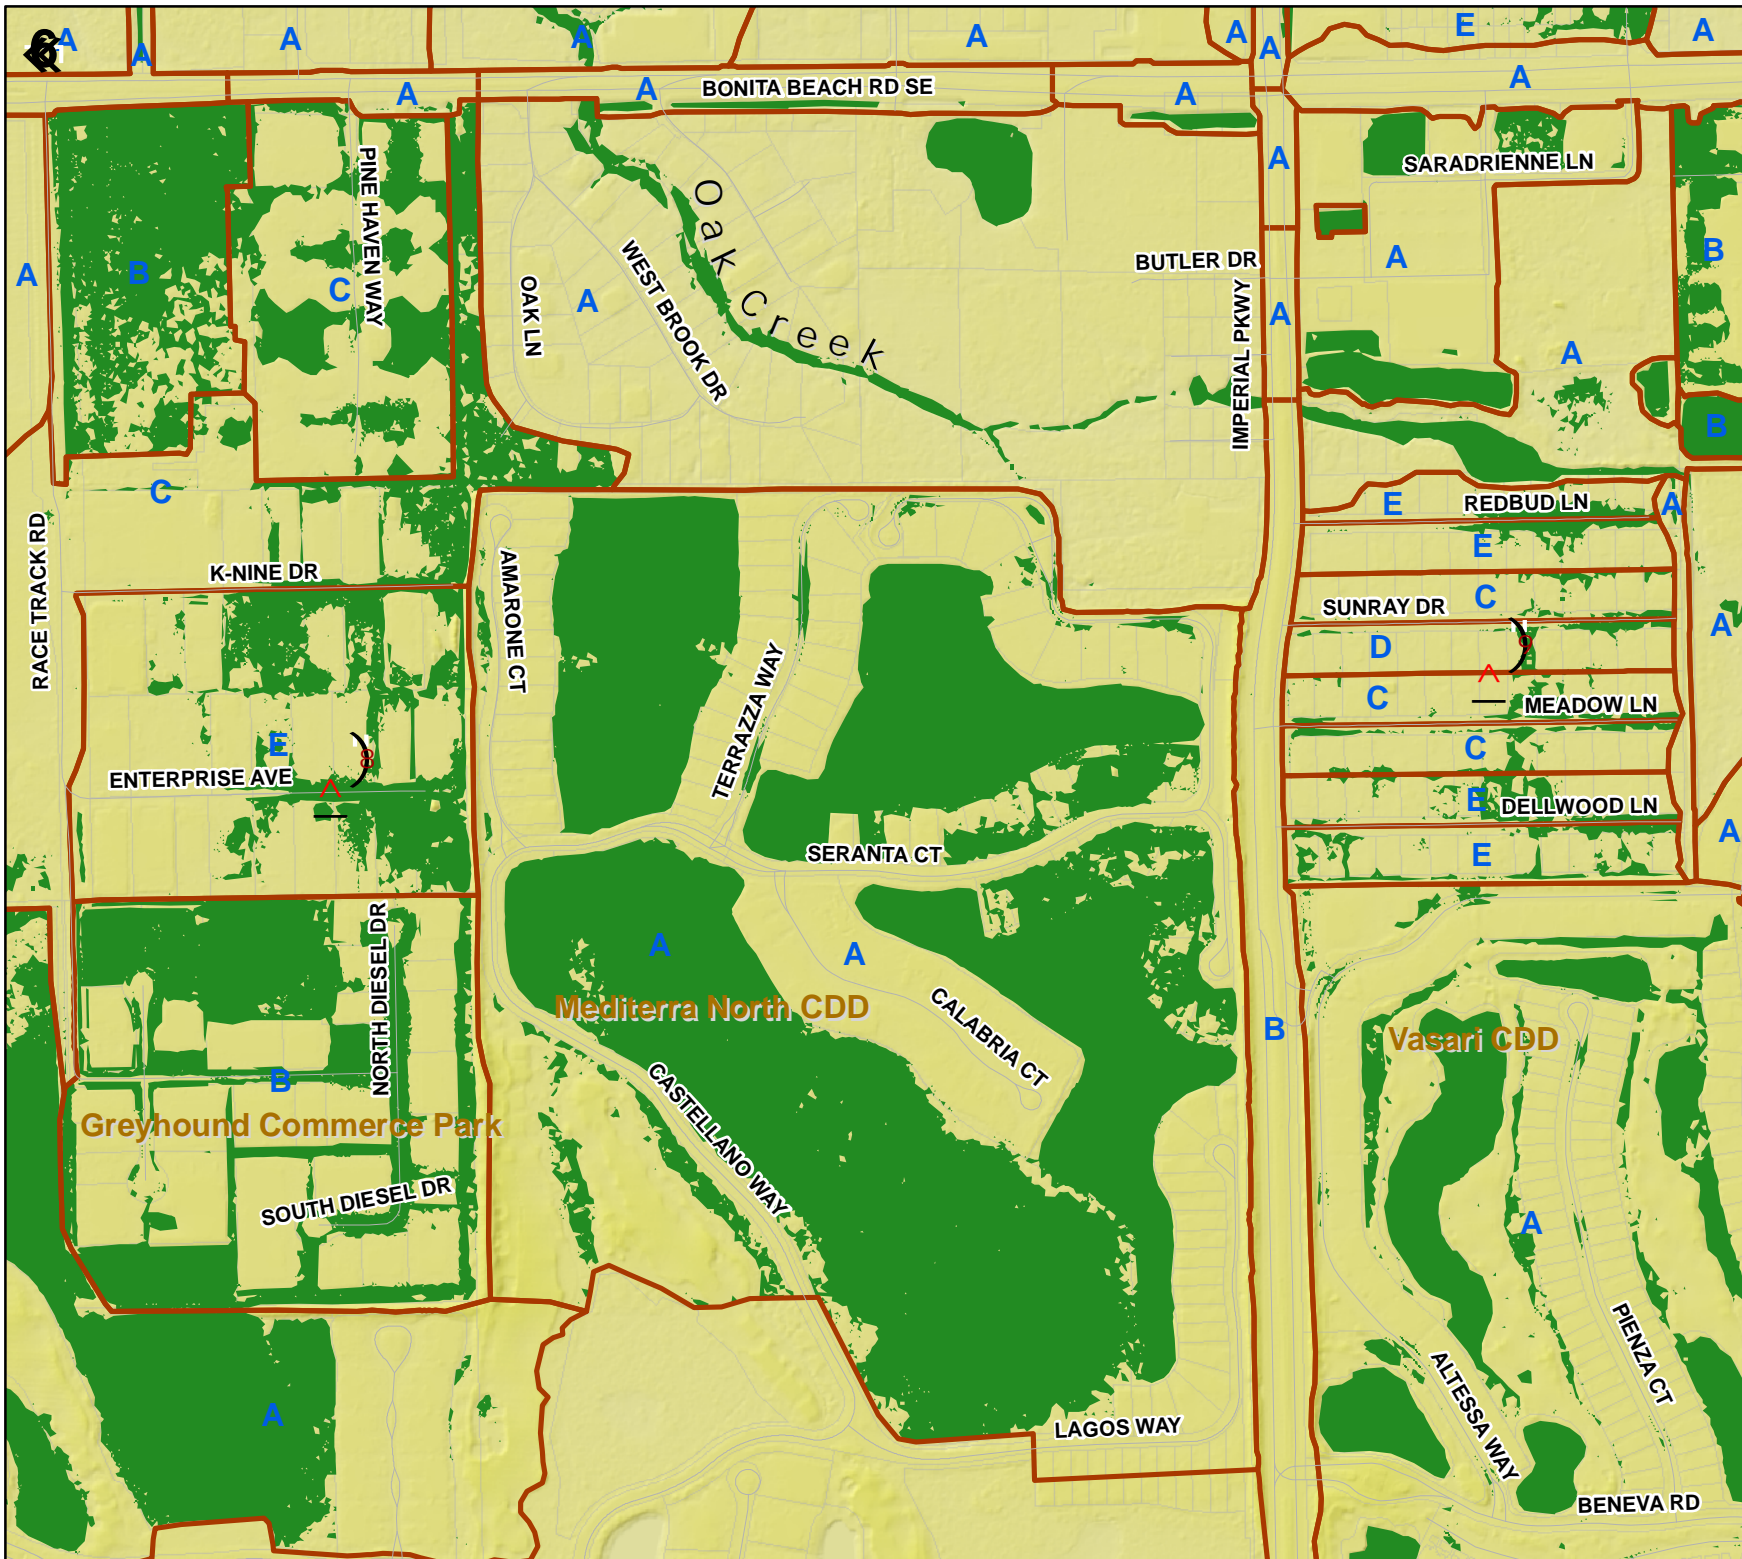 A
A
A
A
A
A
A
E
A
A
A
BONITA BEACH RD SE
A
A
A
PINE HAVEN WAY
SARADRIENNE LN
A
Oak Creek
B
C
A
OAK LN
WEST BROOK DR
BUTLER DR
IMPERIAL PKWY
A
A
A
B
A
A
B
C
E
REDBUD LN
A
RACE TRACK RD
K-NINE DR
AMARONE CT
E
C
SUNRAY DR
D
8
A
C
MEADOW LN
TERRAZZA WAY
E
8
ENTERPRISE AVE
C
E
DELLWOOD LN
A
SERANTA CT
E
NORTH DIESEL DR
A
A
Mediterra North CDD
CALABRIA CT
B
Vasari CDD
B
Greyhound Commerce Park
CASTELLANO WAY
SOUTH DIESEL DR
A
PIENZA CT
ALTESSA WAY
A
LAGOS WAY
BENEVA RD